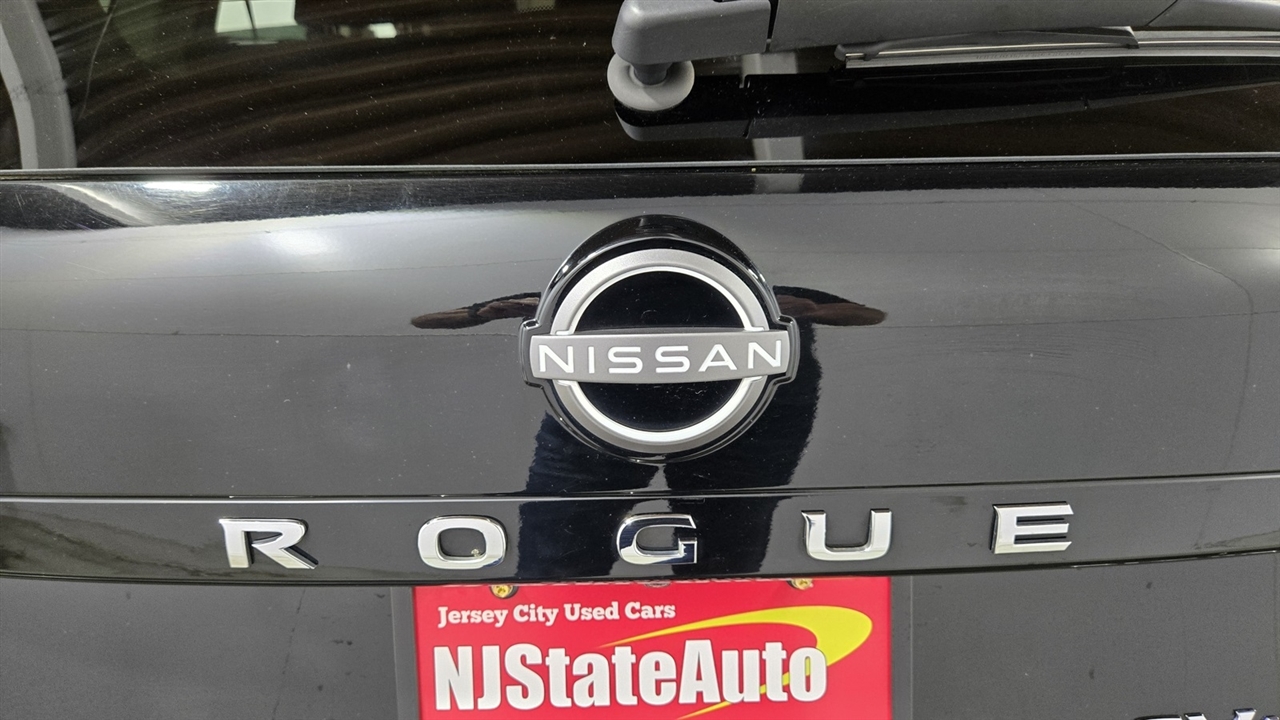 NISSAN
ROGUE
Jersey City Used Cars
NJStateAuto